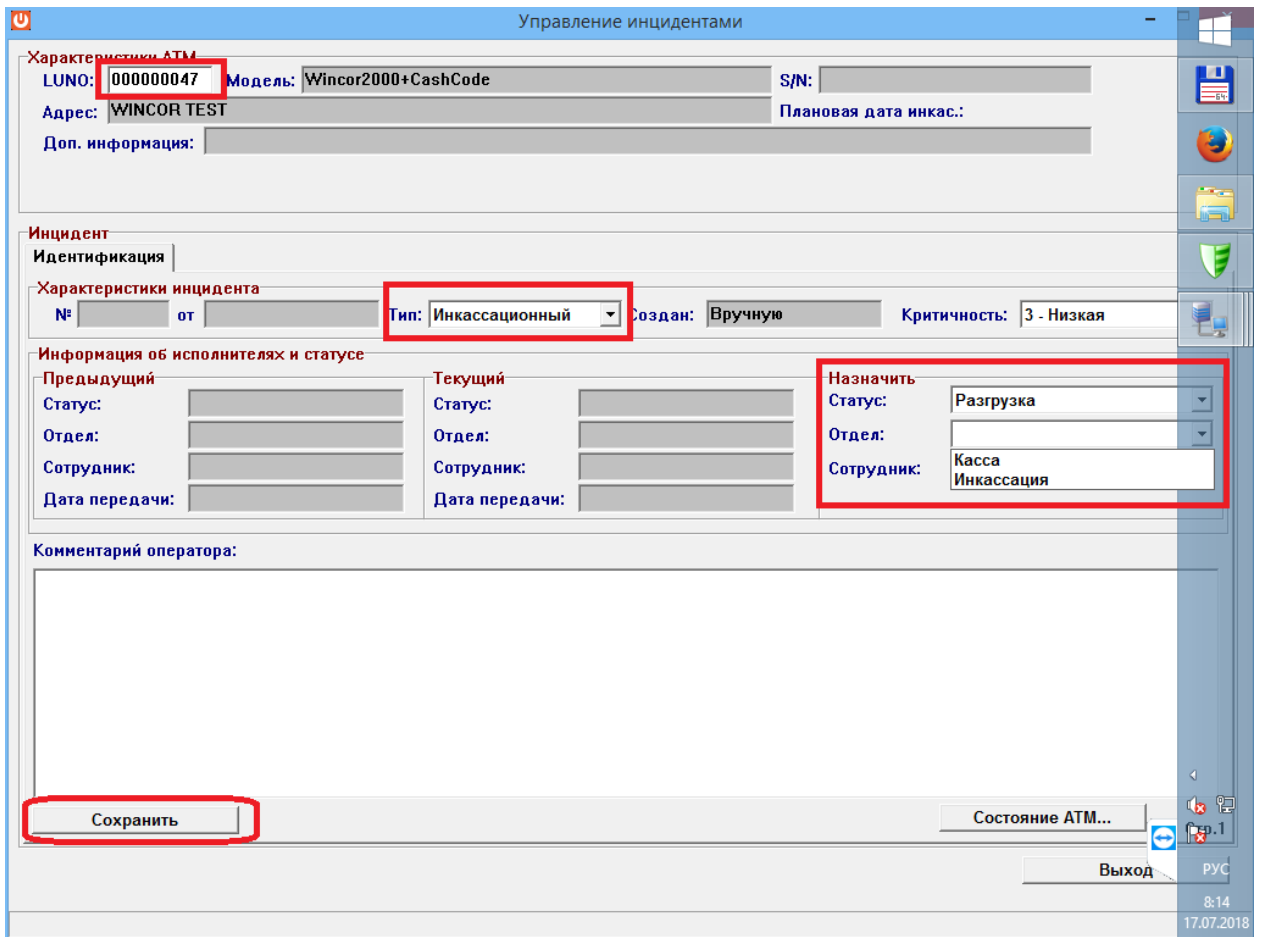 Управление инцидентами
Характеристики АТМ
LUNO: 000000047 Модель: Wincor2000+CashCode S/N:
Адрес: WINCOR TEST Плановая дата инкас.:
Доп. информация:
Инцидент
Идентификация
Характеристики инцидента
№ от Тип: Инкассационный Создан: Вручную Критичность: 3 - Низкая
Информация об исполнителях и статусе
Предыдущий Текущий Назначить
Статус: Статус: Статус: Разгрузка
Отдел: Отдел: Отдел:
Сотрудник: Сотрудник: Сотрудник: Касса
Инкассация
Дата передачи: Дата передачи:
Комментарий оператора:
Сохранить Состояние АТМ...
Стр.1
Выход РУС
8:14
17.07.2018